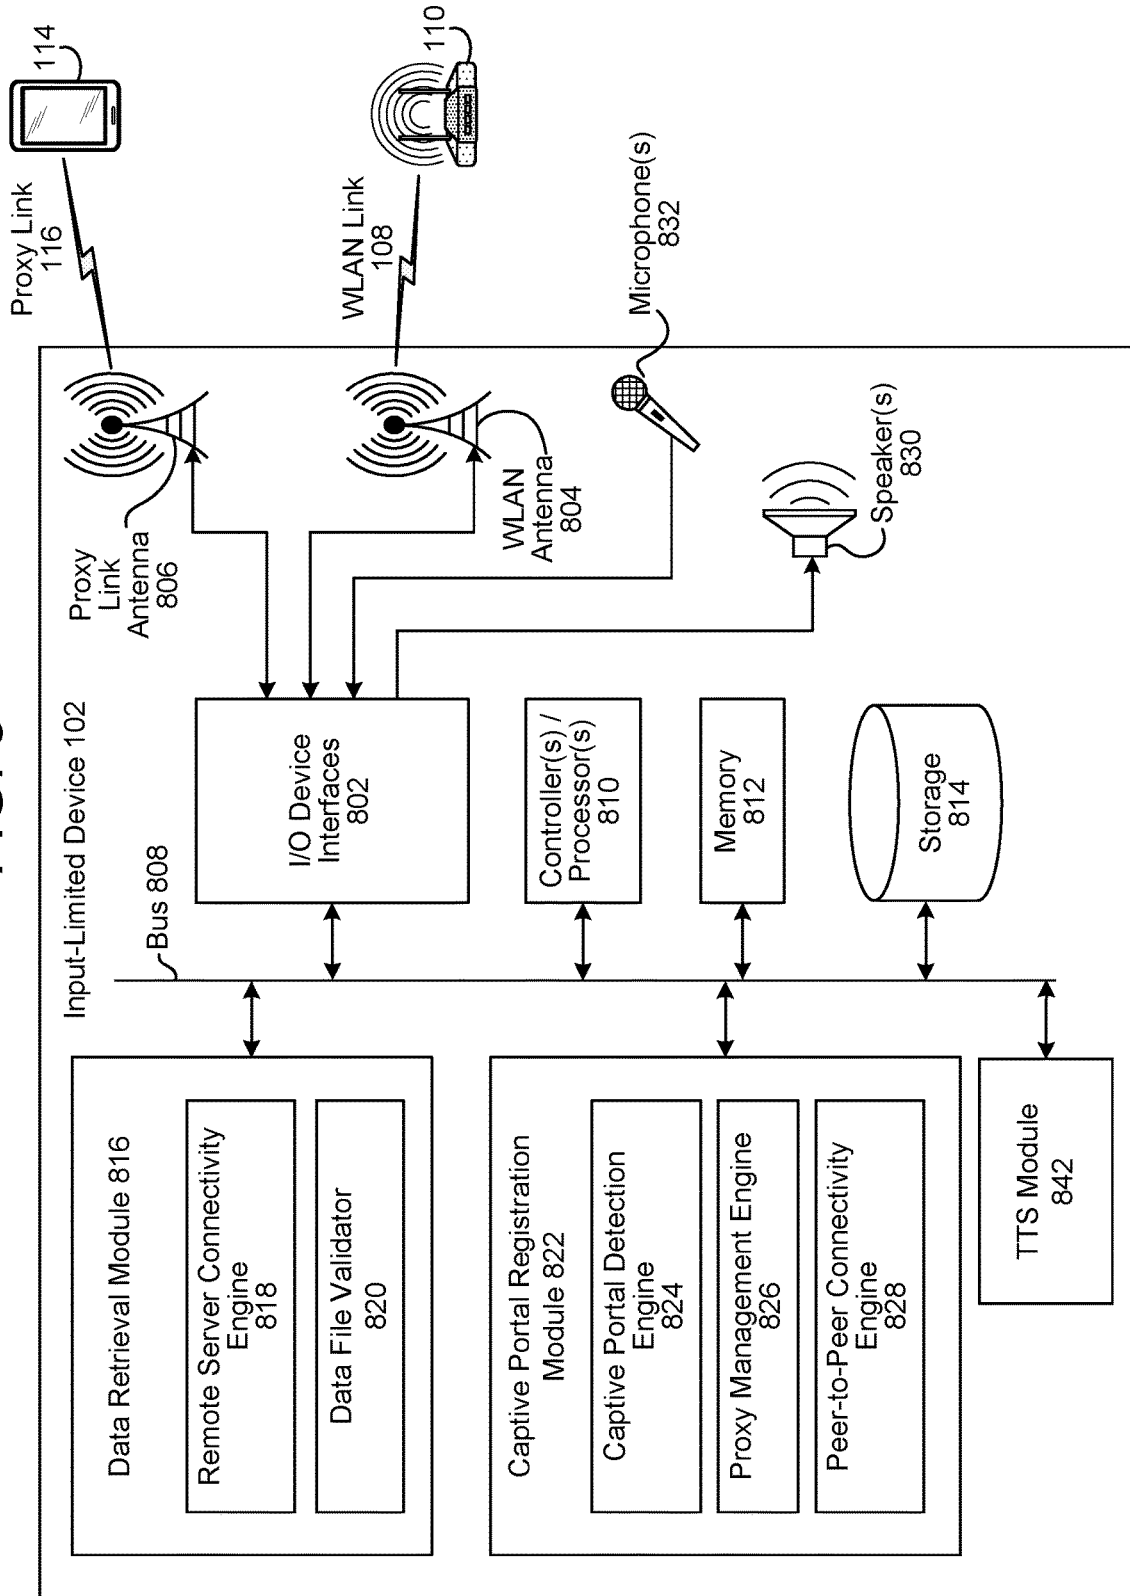 Input-Limited Device 102
Data Retrieval Module 816
Remote Server Connectivity
Engine
818
Data File Validator
820
Captive Portal Registration
Module 822
Captive Portal Detection
Engine
824
Proxy Management Engine
826
Peer-to-Peer Connectivity
Engine
828
TTS Module
842
Bus 808
I/O Device
Interfaces
802
Controller(s) /
Processor(s)
810
Memory
812
Storage
814
Proxy
Link
Antenna
806
WLAN
Antenna
804
Speaker(s)
830
Microphone(s)
832
Proxy Link
116
WLAN Link
108
114
110